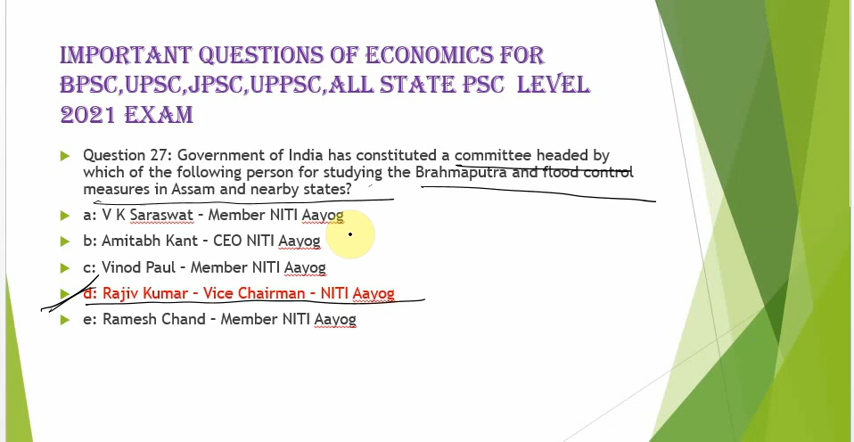 IMPORTANT QUESTIONS OF ECONOMICS FOR
BPSC,UPSC,JPSC,UPPSC,ALL STATE PSC LEVEL
2021 EXAM
Question 27: Government of India has constituted a committee headed by
which of the following person for studying the Brahmaputra and flood control
measures in Assam and nearby states?
a: V K Saraswat – Member NITI Aayog
b: Amitabh Kant – CEO NITI Aayog
c: Vinod Paul – Member NITI Aayog
d: Rajiv Kumar – Vice Chairman – NITI Aayog
e: Ramesh Chand – Member NITI Aayog